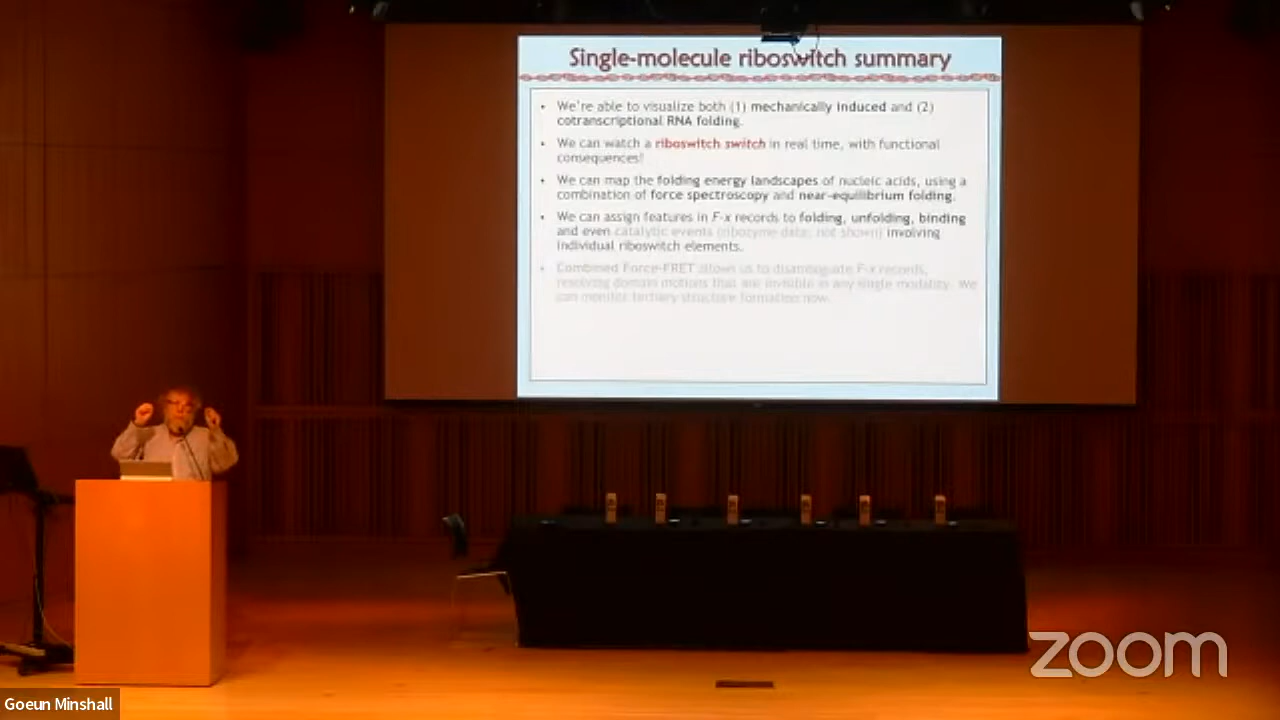 Single-molecule riboswitch summary
• We're able to visualize both (1) mechanically induced and (2)
cotranscriptional RNA folding.
• We can watch a riboswitch switch in real time, with functional
consequences!
• We can map the folding energy landscapes of nucleic acids, using a
combination of force spectroscopy and near-equilibrium folding.
• We can assign features in F-x records to folding, unfolding, binding
and even catalytic events (ribozyme data; not shown) involving
individual riboswitch elements.
• Combined Force-FRET allows us to disambiguate F-x records,
resolving domain motions that are invisible in any single modality. We
can monitor tertiary structure formation now.
zoom
Goeun Minshall